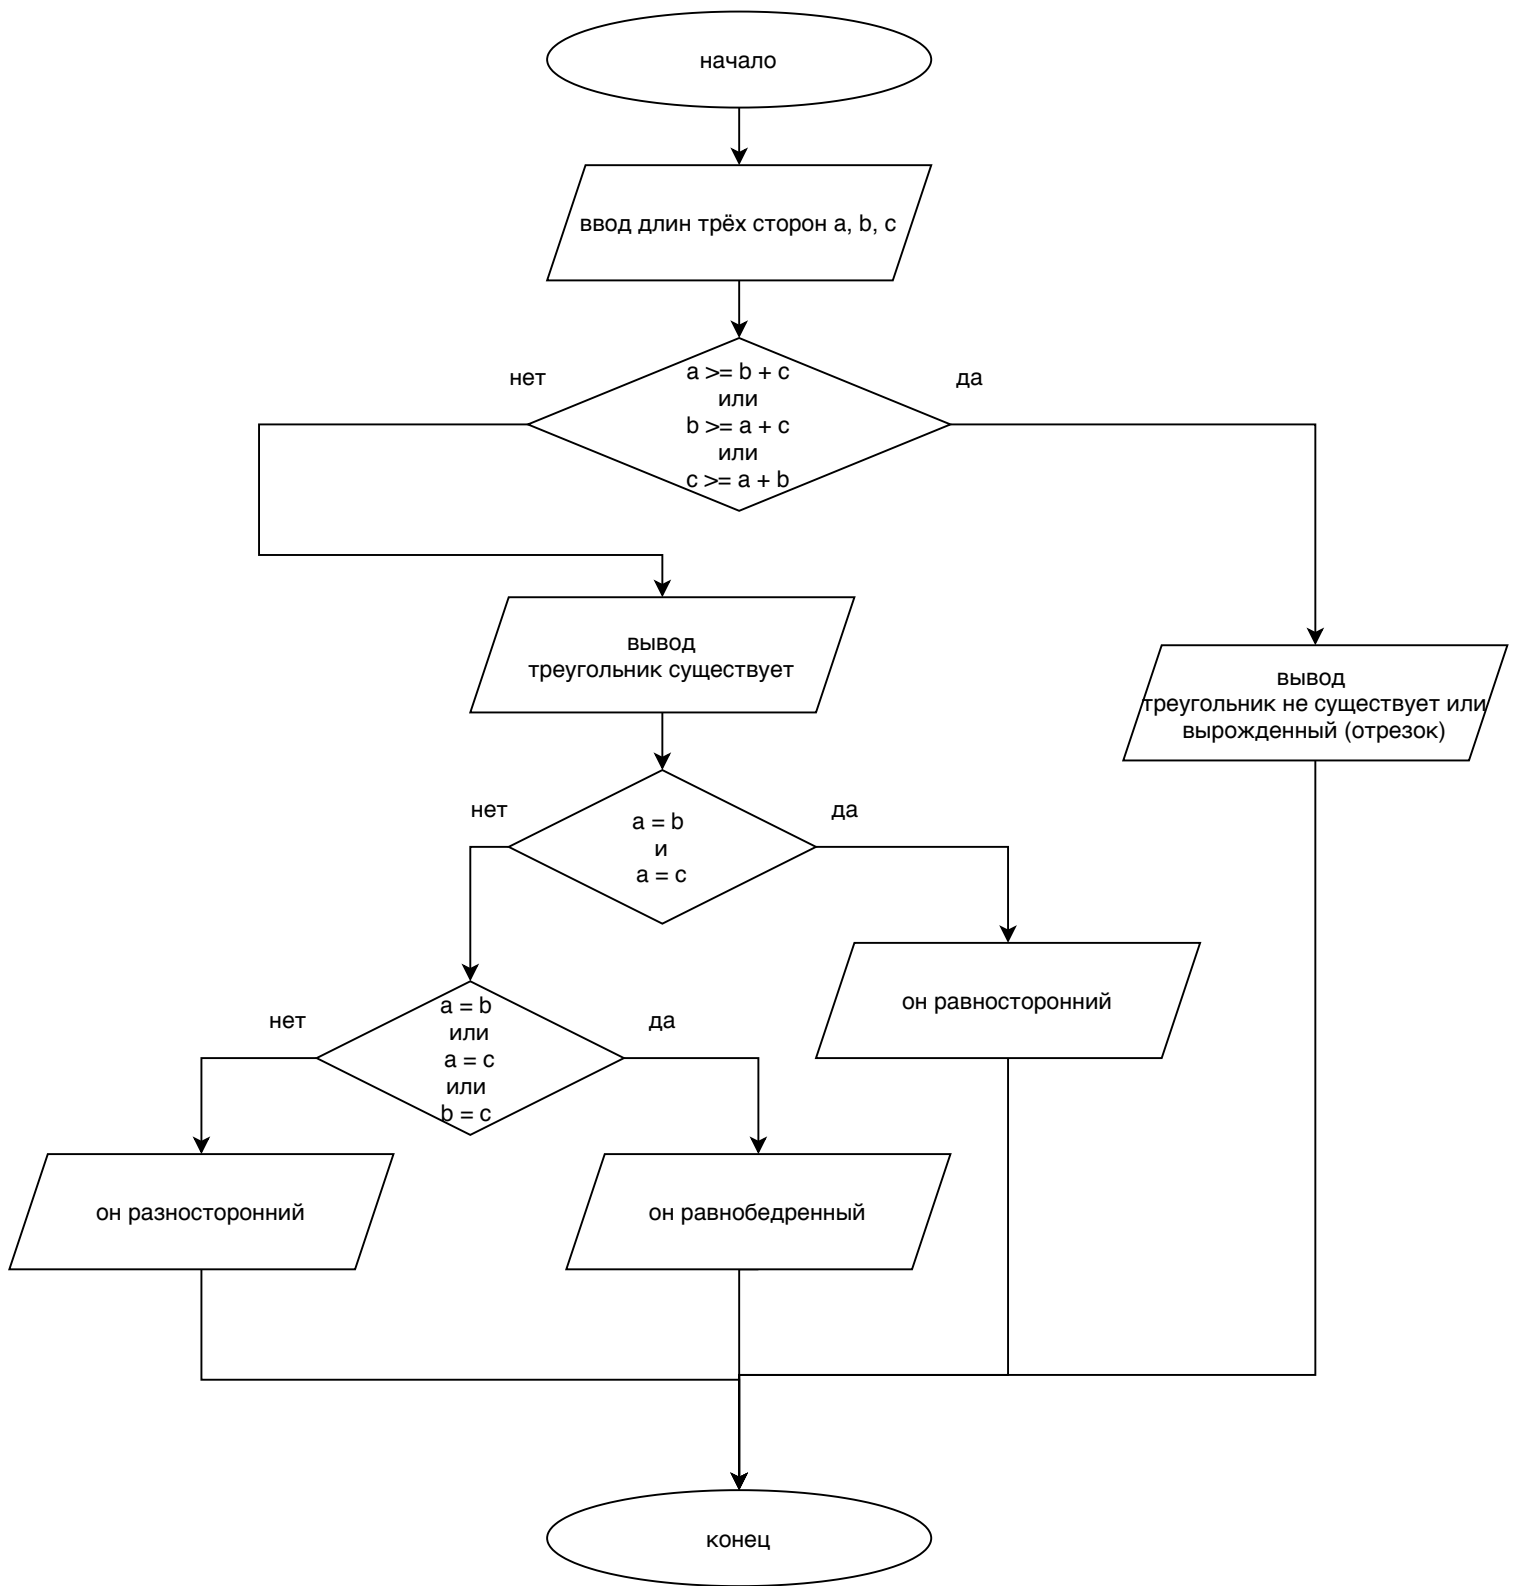 начало
ввод длин трёх сторон a, b, c
нет
да
a >= b + c
или
b >= a + c
или
c >= a + b
вывод
треугольник существует
вывод
треугольник не существует или
вырожденный (отрезок)
нет
да
a = b
и
a = c
он равносторонний
нет
да
a = b
или
a = c
или
b = c
он разносторонний
он равнобедренный
конец